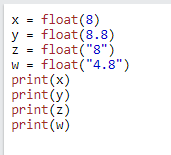 x = float(8)
y = float(8.8)
z = float("8")
w = float("4.8")
print(x)
print(y)
print(z)
print(w)